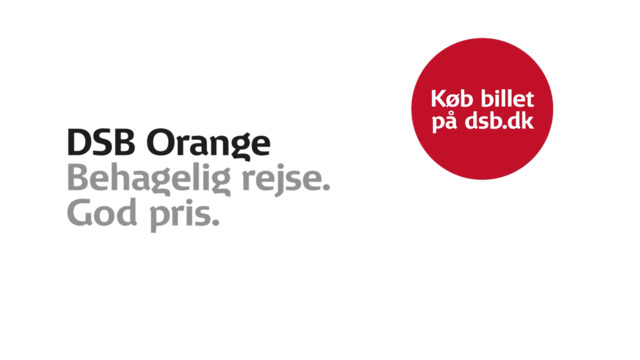 DSB Orange
Behagelig rejse.
God pris.
Køb billet
på dsb.dk